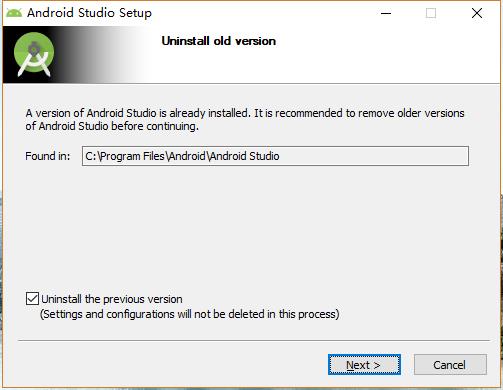 Android Studio Setup
Uninstall old version
A version of Android Studio is already installed. It is recommended to remove older versions
of Android Studio before continuing.
Found in: C:\Program Files\Android\Android Studio
Uninstall the previous version
(Settings and configurations will not be deleted in this process)
Next > Cancel